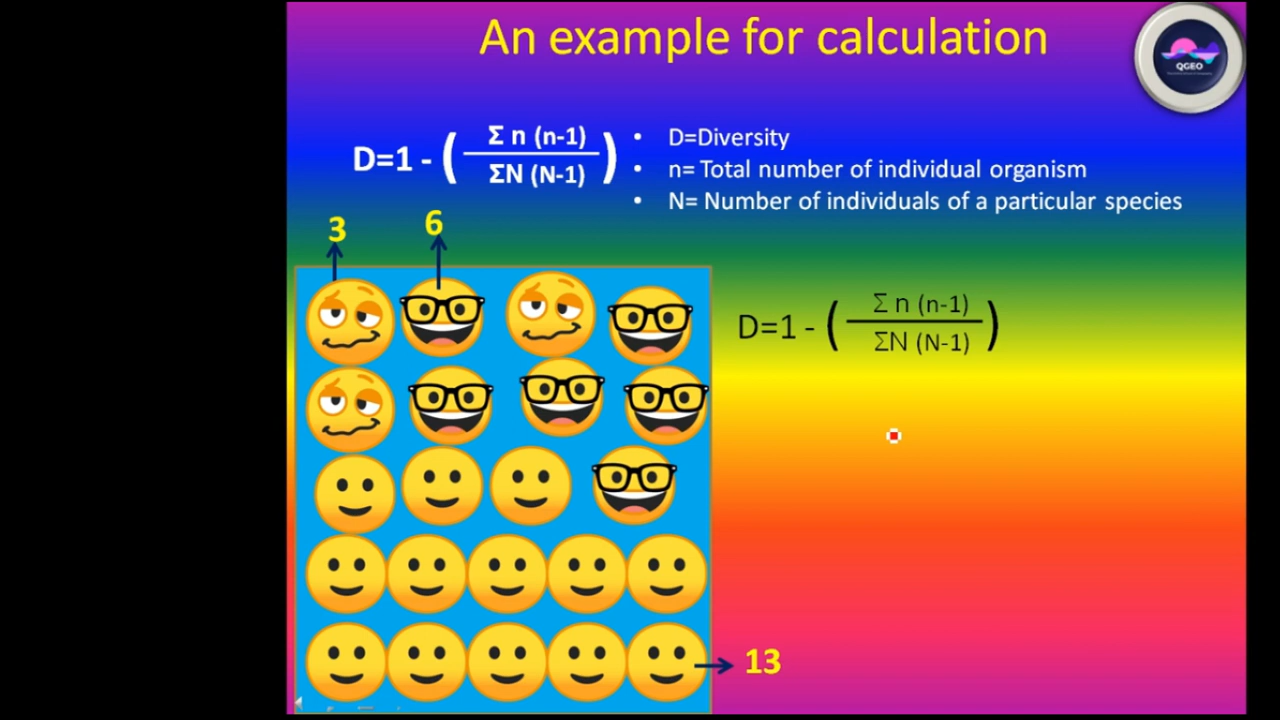 An example for calculation
QGEO
D=1 - ( Σ n (n-1)
ΣN (N-1) )
• D=Diversity
• n= Total number of individual organism
• N= Number of individuals of a particular species
3
6
D=1 - ( Σ n (n-1)
ΣN (N-1) )
13